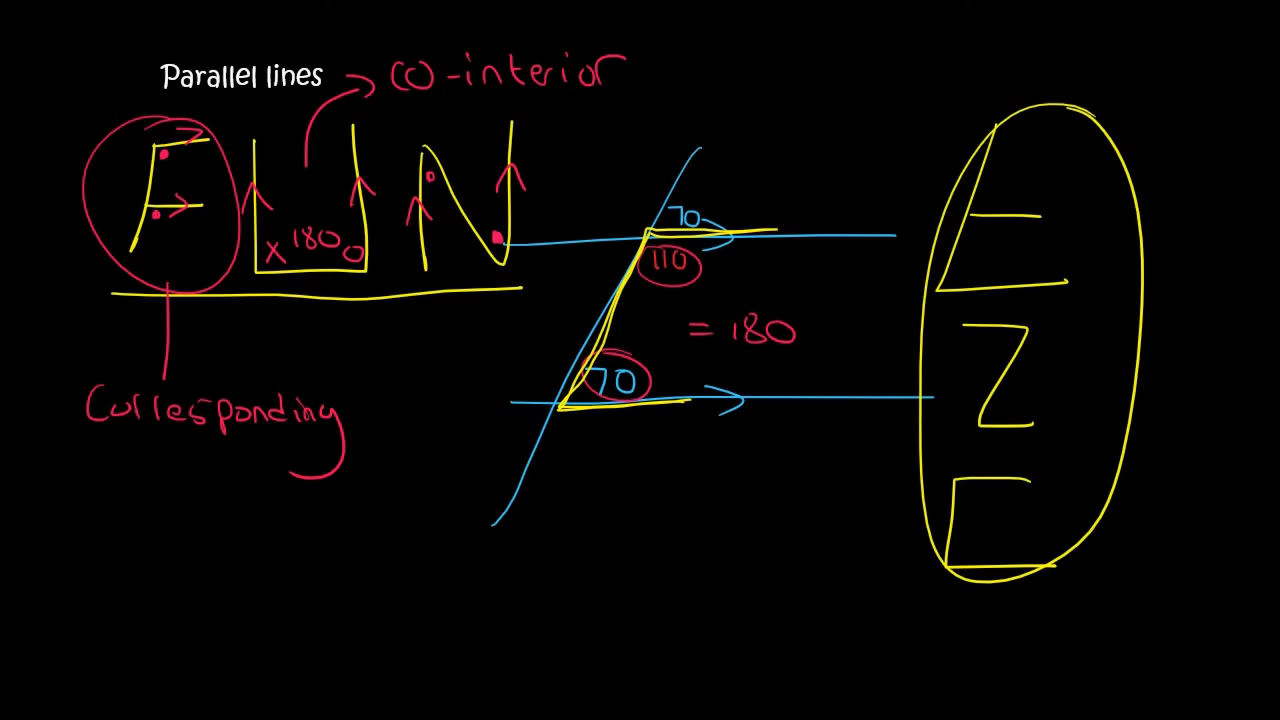 Parallel lines → co-interior
F U N
x 180 o
70
110
= 180
70
Corresponding
F
Z